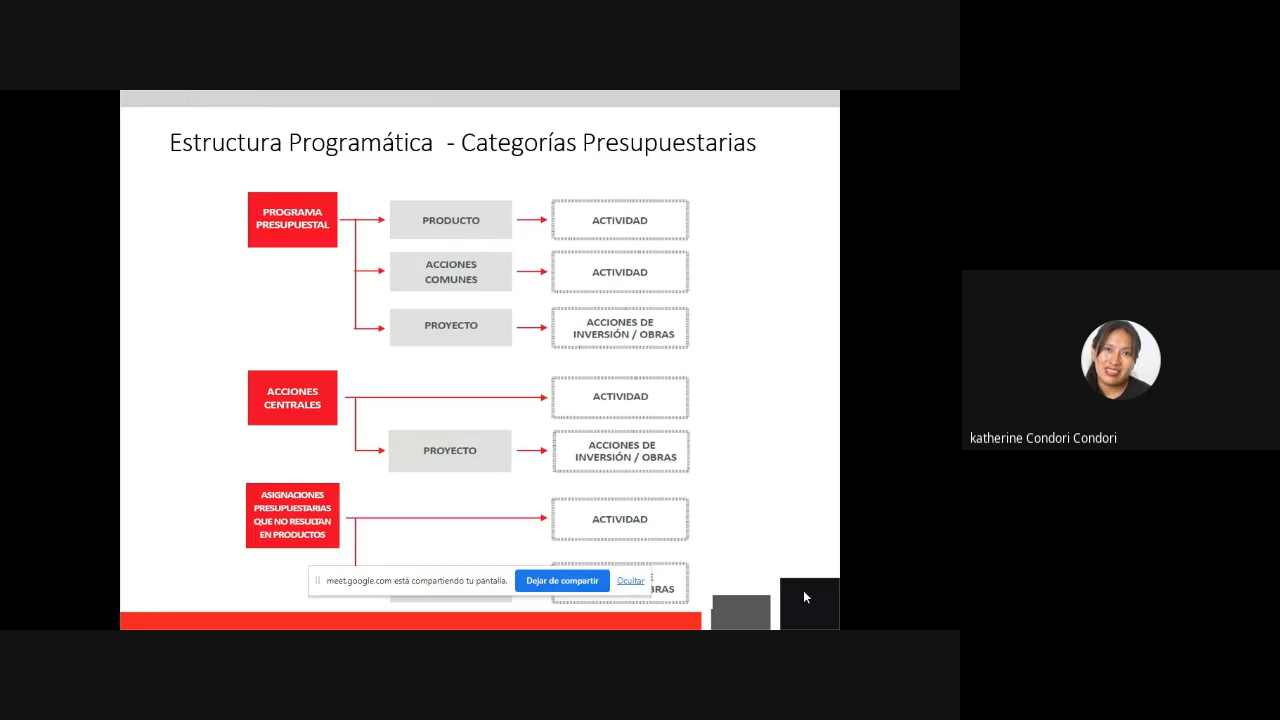 Estructura Programática - Categorías Presupuestarias
PROGRAMA
PRESUPUESTAL
PRODUCTO
ACTIVIDAD
ACCIONES
COMUNES
ACTIVIDAD
PROYECTO
ACCIONES DE
INVERSIÓN / OBRAS
ACCIONES
CENTRALES
ACTIVIDAD
PROYECTO
ACCIONES DE
INVERSIÓN / OBRAS
ASIGNACIONES
PRESUPUESTARIAS
QUE NO RESULTAN
EN PRODUCTOS
ACTIVIDAD
meet.google.com está compartiendo tu pantalla.
Dejar de compartir
Ocultar
katherine Condori Condori